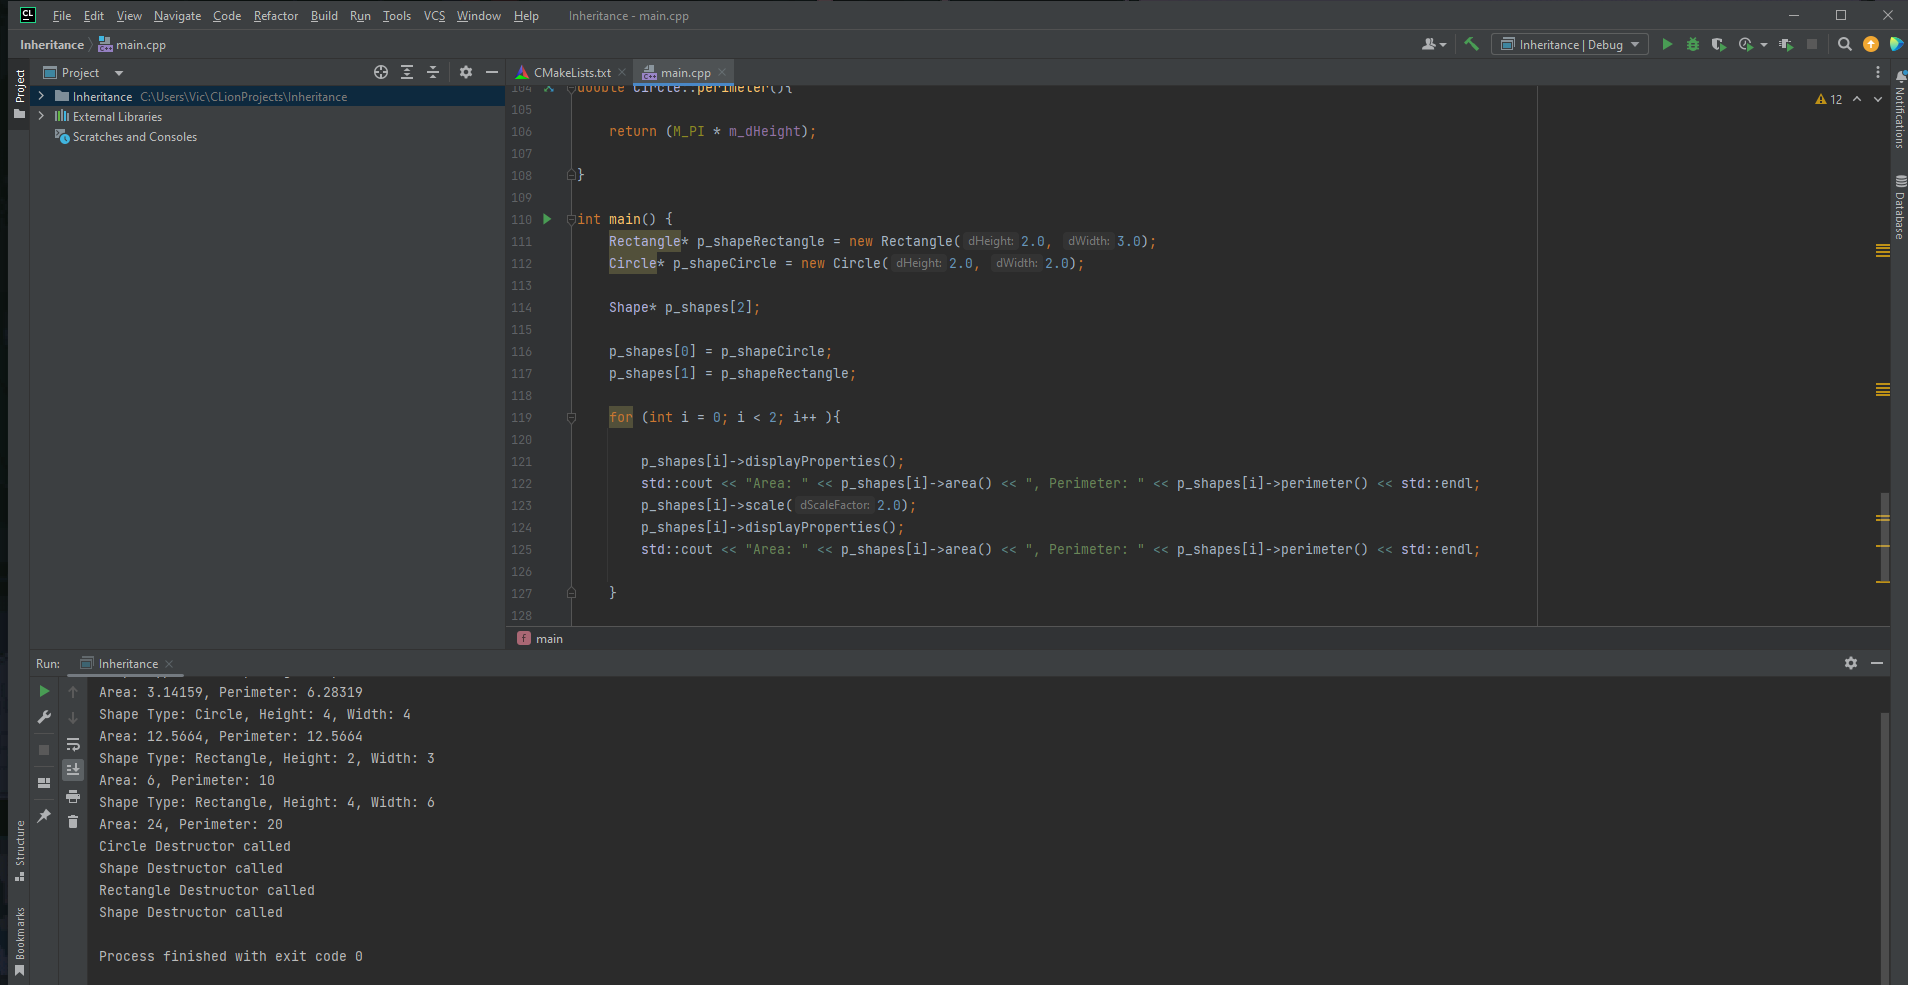 File Edit View Navigate Code Refactor Build Run Tools VCS Window Help Inheritance - main.cpp
Inheritance main.cpp
Inheritance | Debug
Project
Project
CMakeLists.txt
main.cpp
Inheritance C:\Users\Vic\CLionProjects\Inheritance
External Libraries
Scratches and Consoles
12
104 double Circle::perimeter(){
105
106 return (M_PI * m_dHeight);
107
108 }
109
110 int main() {
111 Rectangle* p_shapeRectangle = new Rectangle( dHeight: 2.0, dWidth: 3.0);
112 Circle* p_shapeCircle = new Circle( dHeight: 2.0, dWidth: 2.0);
113
114 Shape* p_shapes[2];
115
116 p_shapes[0] = p_shapeCircle;
117 p_shapes[1] = p_shapeRectangle;
118
119 for (int i = 0; i < 2; i++ ){
120
121 p_shapes[i]->displayProperties();
122 std::cout << "Area: " << p_shapes[i]->area() << ", Perimeter: " << p_shapes[i]->perimeter() << std::endl;
123 p_shapes[i]->scale( dScaleFactor: 2.0);
124 p_shapes[i]->displayProperties();
125 std::cout << "Area: " << p_shapes[i]->area() << ", Perimeter: " << p_shapes[i]->perimeter() << std::endl;
126
127 }
128
f main
Notifications
Database
Run: Inheritance
Area: 3.14159, Perimeter: 6.28319
Shape Type: Circle, Height: 4, Width: 4
Area: 12.5664, Perimeter: 12.5664
Shape Type: Rectangle, Height: 2, Width: 3
Area: 6, Perimeter: 10
Shape Type: Rectangle, Height: 4, Width: 6
Area: 24, Perimeter: 20
Circle Destructor called
Shape Destructor called
Rectangle Destructor called
Shape Destructor called
Process finished with exit code 0
Structure
Bookmarks